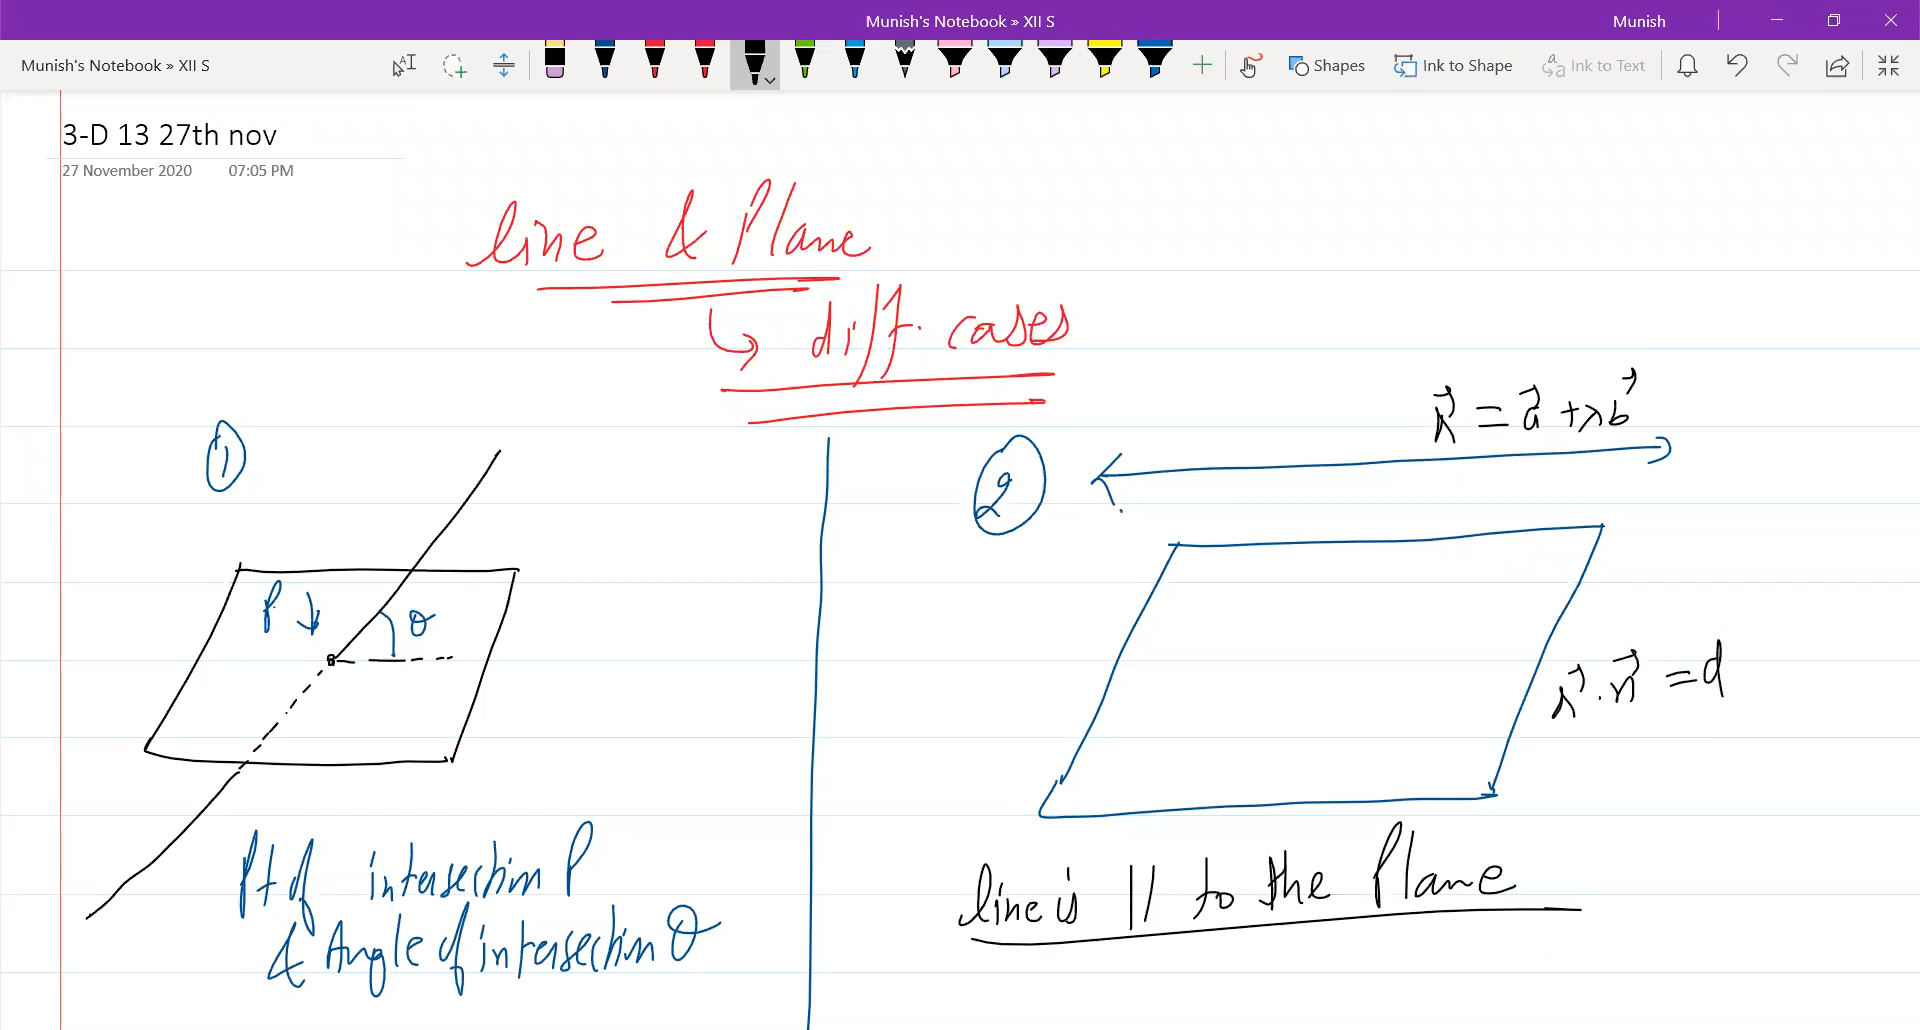 Munish's Notebook » XII S
Munish
Munish's Notebook » XII S
Shapes
Ink to Shape
Ink to Text
3-D 13 27th nov
27 November 2020 07:05 PM
line & Plane
↳ diff. cases
①
P ↓ θ
Pt of intersection P
& Angle of intersection θ
②
r⃗ = a⃗ + λb⃗
r⃗ . n⃗ = d
line is || to the Plane